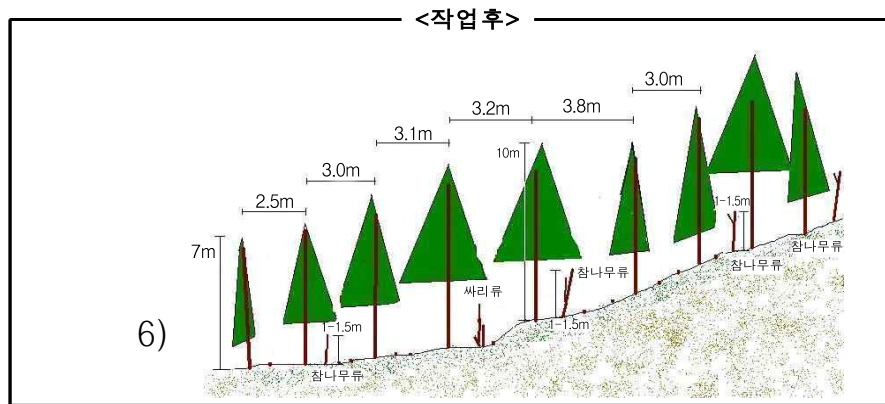 <작업후>
3.0m
3.2m
3.8m
3.1m
10m
3.0m
2.5m
1-1.5m
7m
참나무류
참나무류
참나무류
싸리류
6)
1-1.5m
1-1.5m
참나무류